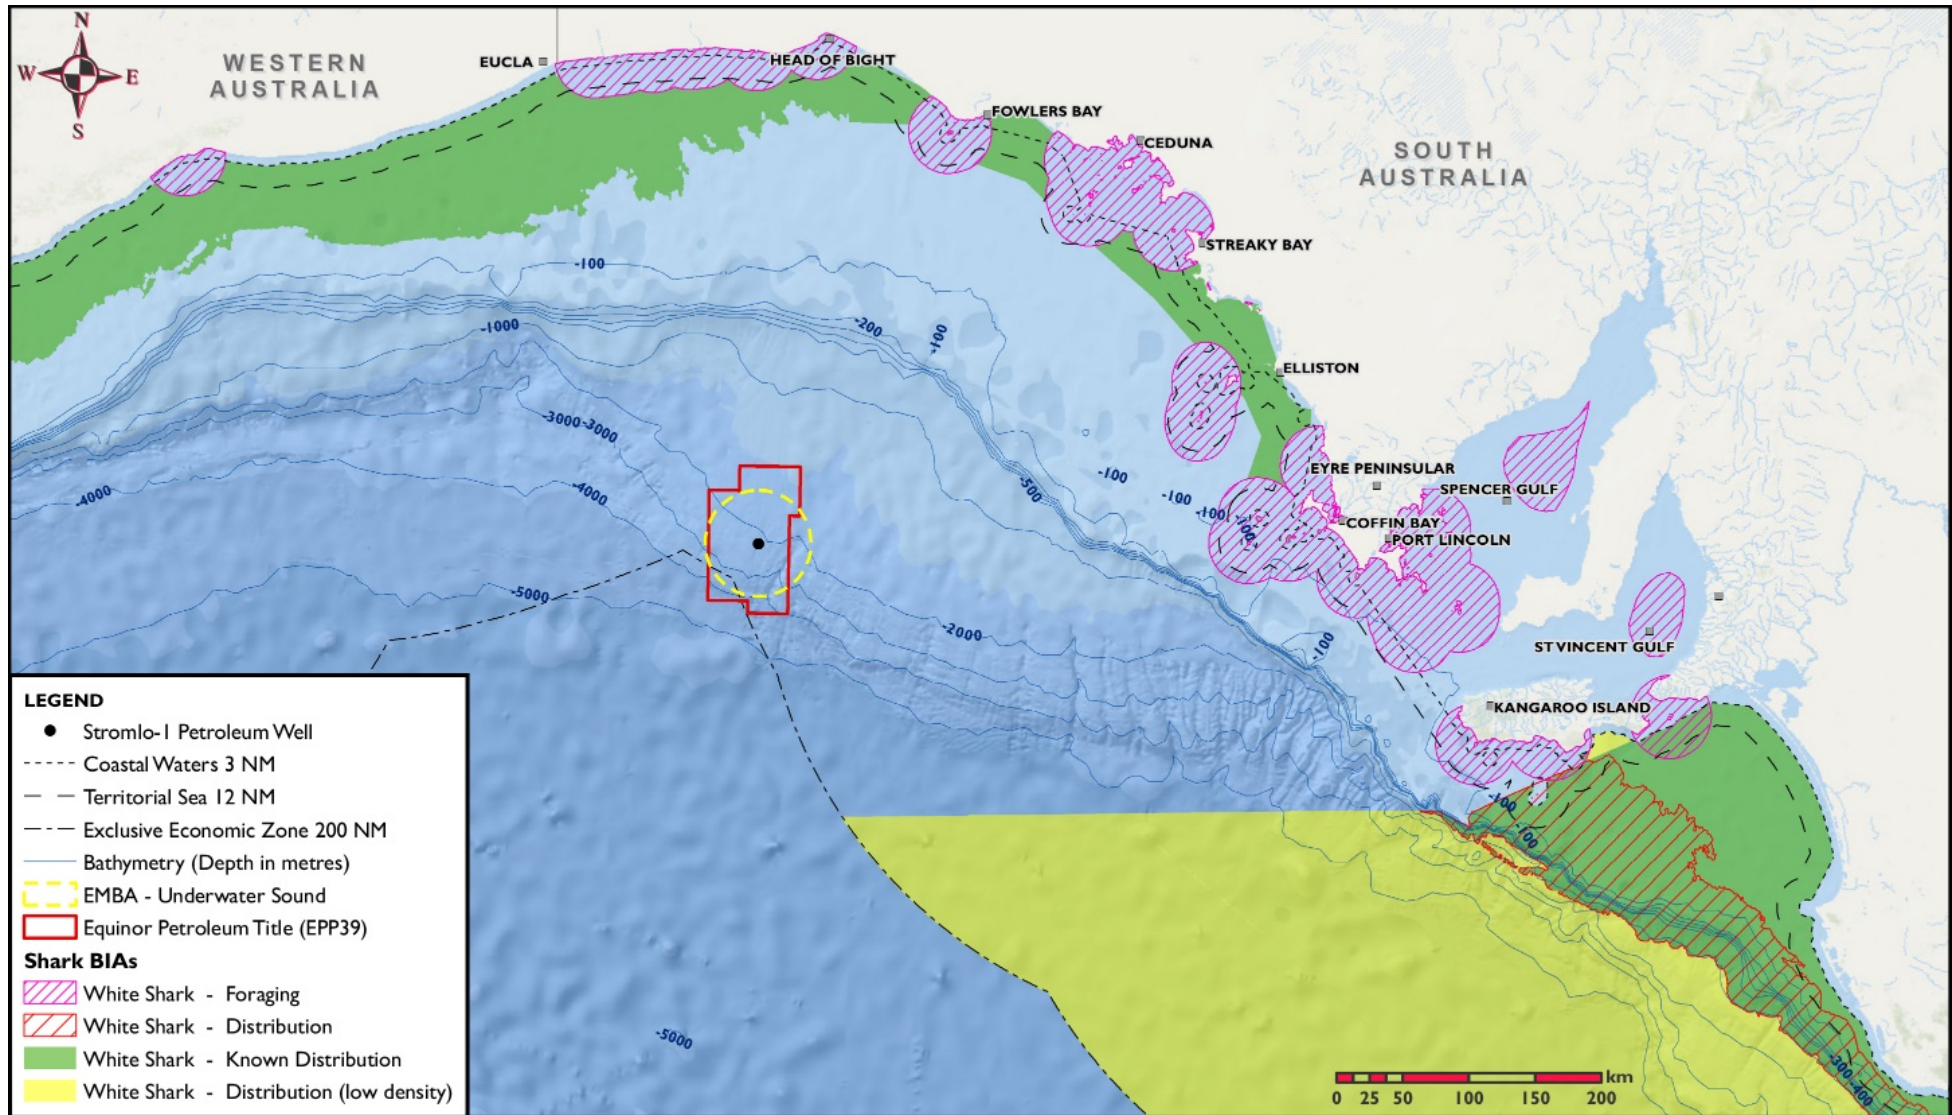 N
W
E
S
WESTERN
AUSTRALIA
EUCLA
HEAD OF BIGHT
FOWLERS BAY
CEDUNA
SOUTH
AUSTRALIA
STREAKY BAY
-100
-1000
-200
-100
ELLISTON
-3000
-3000
EYRE PENINSULAR
SPENCER GULF
-4000
-4000
-500
-100
-100
-100
-100
COFFIN BAY
PORT LINCOLN
-5000
-2000
-100
ST VINCENT GULF
KANGAROO ISLAND
-100
-100
-5000
-300
-400
LEGEND
Stromlo-1 Petroleum Well
Coastal Waters 3 NM
Territorial Sea 12 NM
Exclusive Economic Zone 200 NM
Bathymetry (Depth in metres)
EMBA - Underwater Sound
Equinor Petroleum Title (EPP39)
Shark BIAs
White Shark - Foraging
White Shark - Distribution
White Shark - Known Distribution
White Shark - Distribution (low density)
km
0 25 50 100 150 200